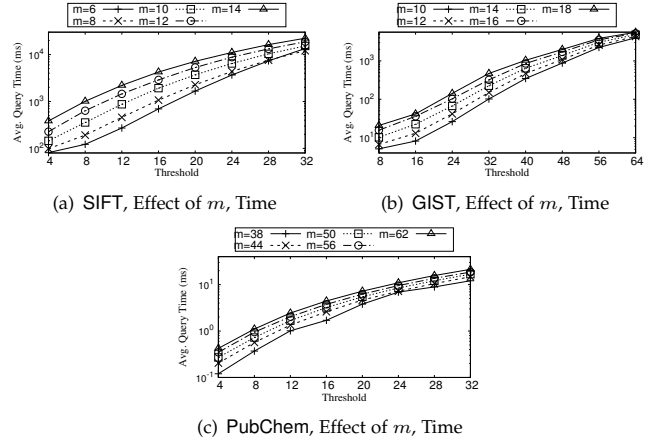 m=6 m=10 m=14
m=8 m=12
Avg. Query Time (ms)
10^4
10^3
10^2
4 8 12 16 20 24 28 32
Threshold
(a) SIFT, Effect of m, Time
m=10 m=14 m=18
m=12 m=16
Avg. Query Time (ms)
10^3
10^2
10^1
8 16 24 32 40 48 56 64
Threshold
(b) GIST, Effect of m, Time
m=38 m=50 m=62
m=44 m=56
Avg. Query Time (ms)
10^1
10^0
10^-1
4 8 12 16 20 24 28 32
Threshold
(c) PubChem, Effect of m, Time